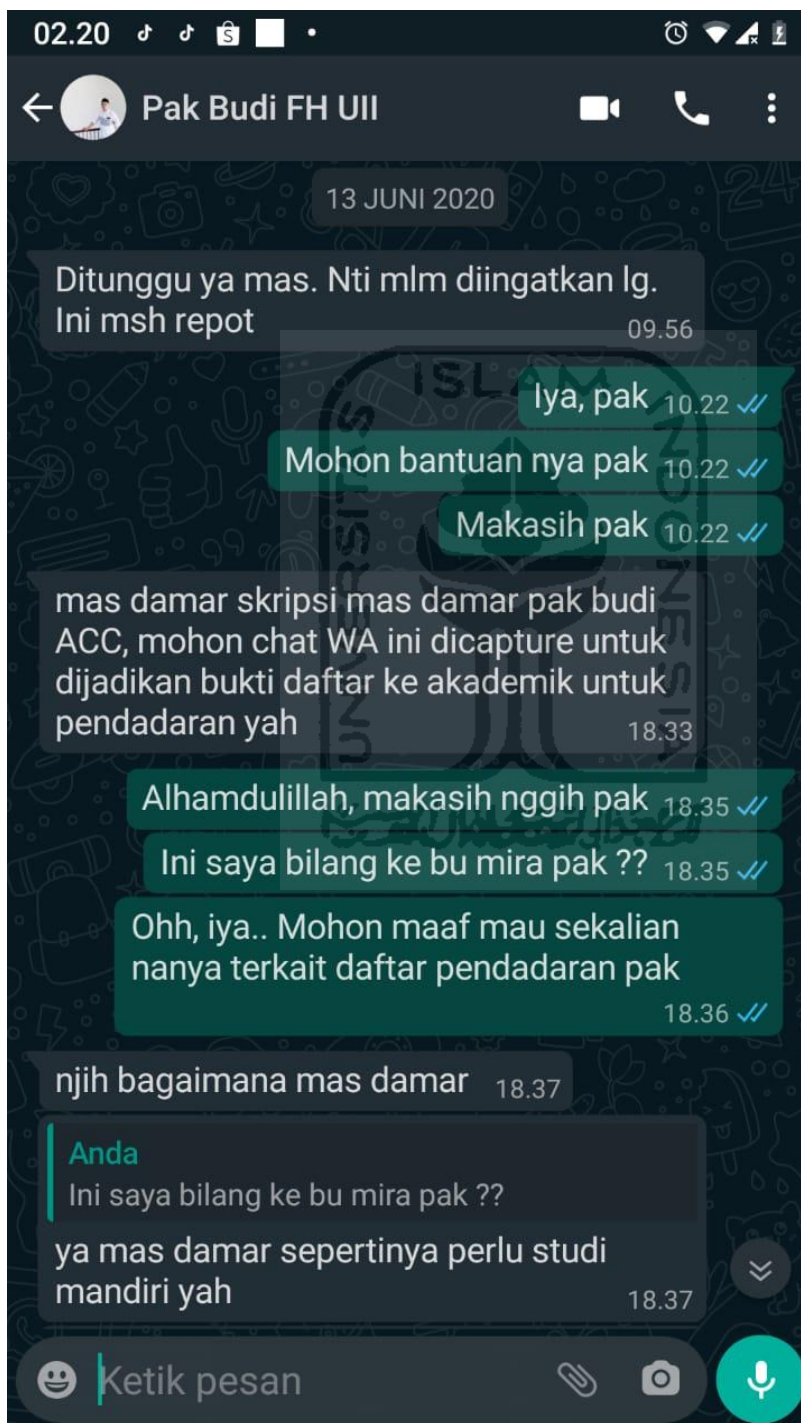 02.20
Pak Budi FH UII
13 JUNI 2020
Ditunggu ya mas. Nti mlm diingatkan lg.
Ini msh repot
09.56
Iya, pak 10.22
Mohon bantuan nya pak 10.22
Makasih pak 10.22
mas damar skripsi mas damar pak budi
ACC, mohon chat WA ini dicapture untuk
dijadikan bukti daftar ke akademik untuk
pendadaran yah
18.33
Alhamdulillah, makasih nggih pak 18.35
Ini saya bilang ke bu mira pak ?? 18.35
Ohh, iya.. Mohon maaf mau sekalian
nanya terkait daftar pendadaran pak
18.36
njih bagaimana mas damar 18.37
Anda
Ini saya bilang ke bu mira pak ??
ya mas damar sepertinya perlu studi
mandiri yah
18.37
Ketik pesan
UNIVERSITAS
ISLAM
INDONESIA